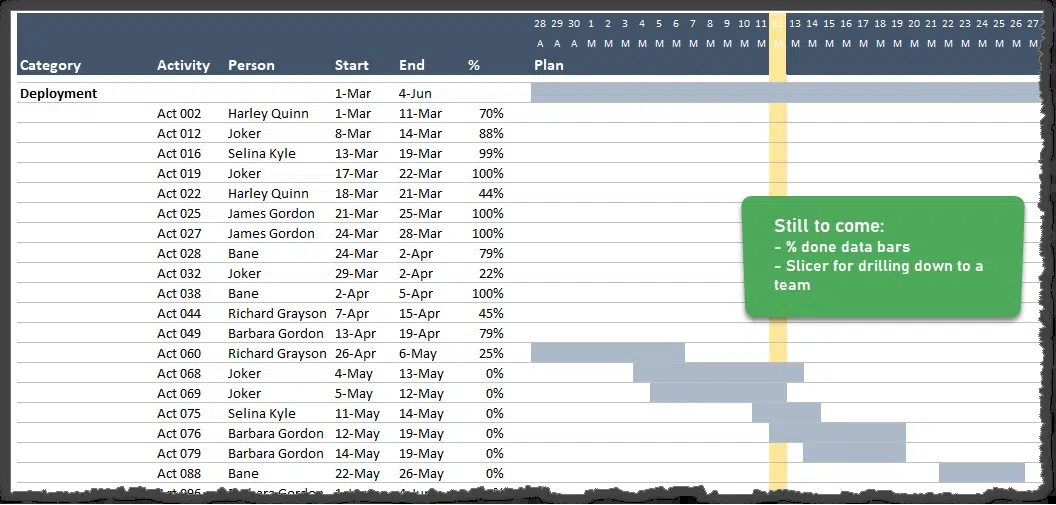 28 29 30 1 2 3 4 5 6 7 8 9 10 11 12 13 14 15 16 17 18 19 20 21 22 23 24 25 26 27
A A A M M M M M M M M M M M M M M M M M M M M M M M M M M M
Category Activity Person Start End % Plan
Deployment 1-Mar 4-Jun
Act 002 Harley Quinn 1-Mar 11-Mar 70%
Act 012 Joker 8-Mar 14-Mar 88%
Act 016 Selina Kyle 13-Mar 19-Mar 99%
Act 019 Joker 17-Mar 22-Mar 100%
Act 022 Harley Quinn 18-Mar 21-Mar 44%
Act 025 James Gordon 21-Mar 25-Mar 100%
Act 027 James Gordon 24-Mar 28-Mar 100%
Act 028 Bane 24-Mar 2-Apr 79%
Act 032 Joker 29-Mar 2-Apr 22%
Act 038 Bane 2-Apr 5-Apr 100%
Act 044 Richard Grayson 7-Apr 15-Apr 45%
Act 049 Barbara Gordon 13-Apr 19-Apr 79%
Act 060 Richard Grayson 26-Apr 6-May 25%
Act 068 Joker 4-May 13-May 0%
Act 069 Joker 5-May 12-May 0%
Act 075 Selina Kyle 11-May 14-May 0%
Act 076 Barbara Gordon 12-May 19-May 0%
Act 079 Barbara Gordon 14-May 19-May 0%
Act 088 Bane 22-May 26-May 0%
Still to come:
- % done data bars
- Slicer for drilling down to a
team